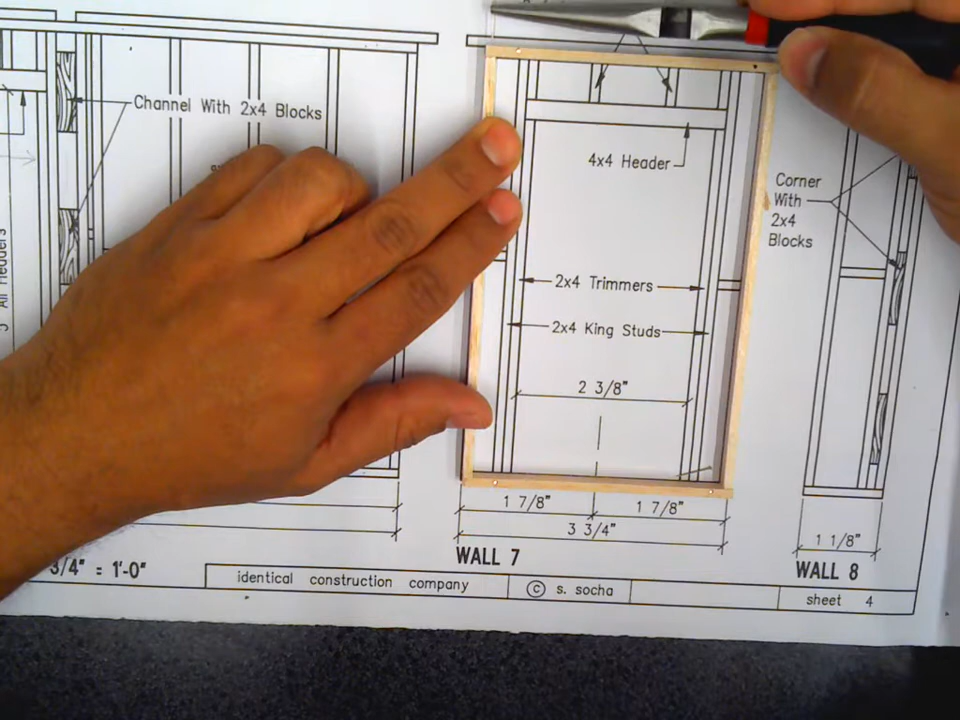 Channel With 2x4 Blocks
4x4 Header
Corner
With
2x4
Blocks
2x4 Trimmers
2x4 King Studs
2 3/8"
1 7/8"
1 7/8"
3 3/4"
1 1/8"
WALL 7
WALL 8
3/4" = 1'-0"
identical construction company
© s. socha
sheet 4
All Headers